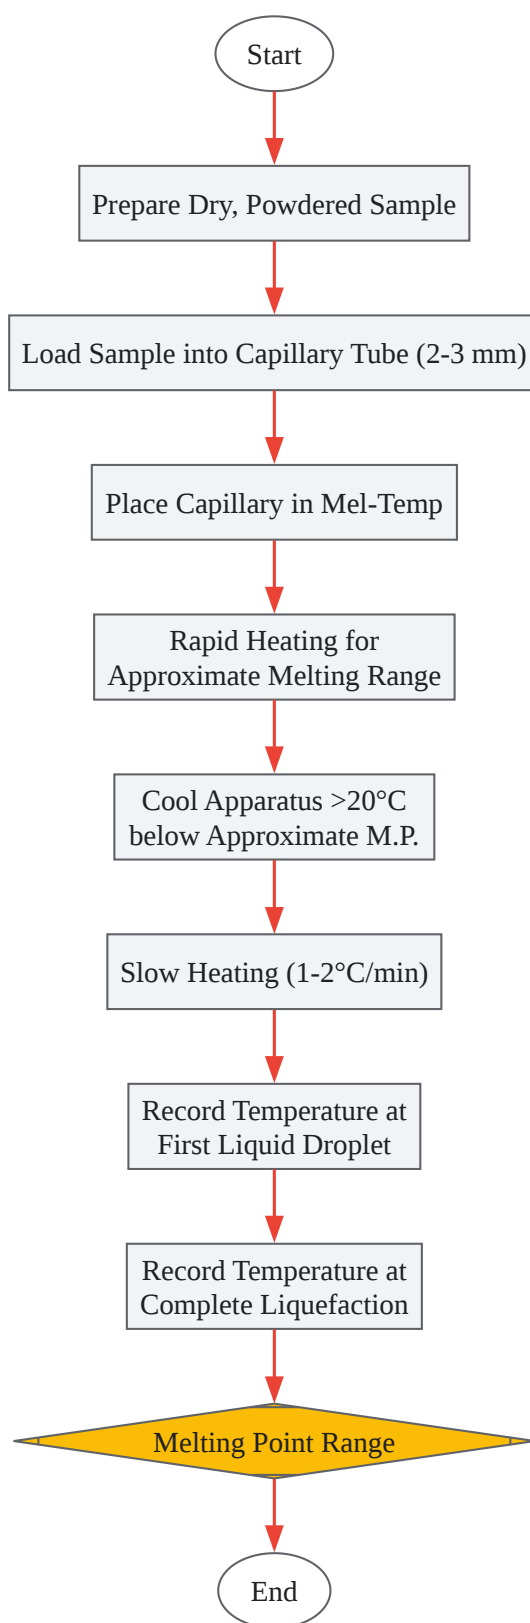 Start
Prepare Dry, Powdered Sample
Load Sample into Capillary Tube (2-3 mm)
Place Capillary in Mel-Temp
Rapid Heating for
Approximate Melting Range
Cool Apparatus >20°C
below Approximate M.P.
Slow Heating (1-2°C/min)
Record Temperature at
First Liquid Droplet
Record Temperature at
Complete Liquefaction
Melting Point Range
End